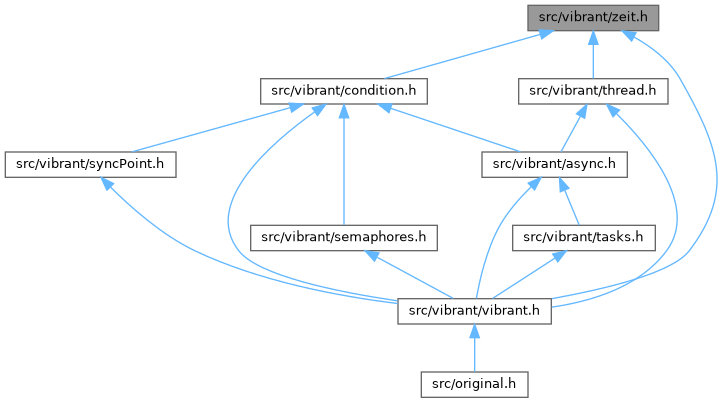 src/vibrant/zeit.h
src/vibrant/condition.h
src/vibrant/thread.h
src/vibrant/syncPoint.h
src/vibrant/async.h
src/vibrant/semaphores.h
src/vibrant/tasks.h
src/vibrant/vibrant.h
src/original.h